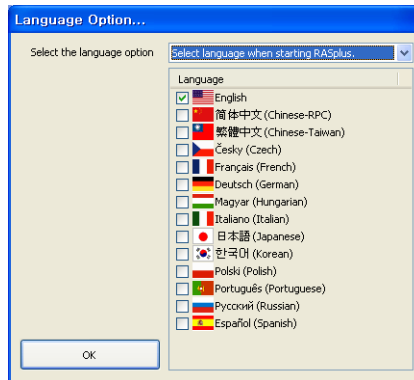 Language Option...
Select the language option
Select language when starting RASplus.
Language
English
简体中文 (Chinese-RPC)
繁體中文 (Chinese-Taiwan)
Česky (Czech)
Français (French)
Deutsch (German)
Magyar (Hungarian)
Italiano (Italian)
日本語 (Japanese)
한국어 (Korean)
Polski (Polish)
Português (Portuguese)
Русский (Russian)
Español (Spanish)
OK